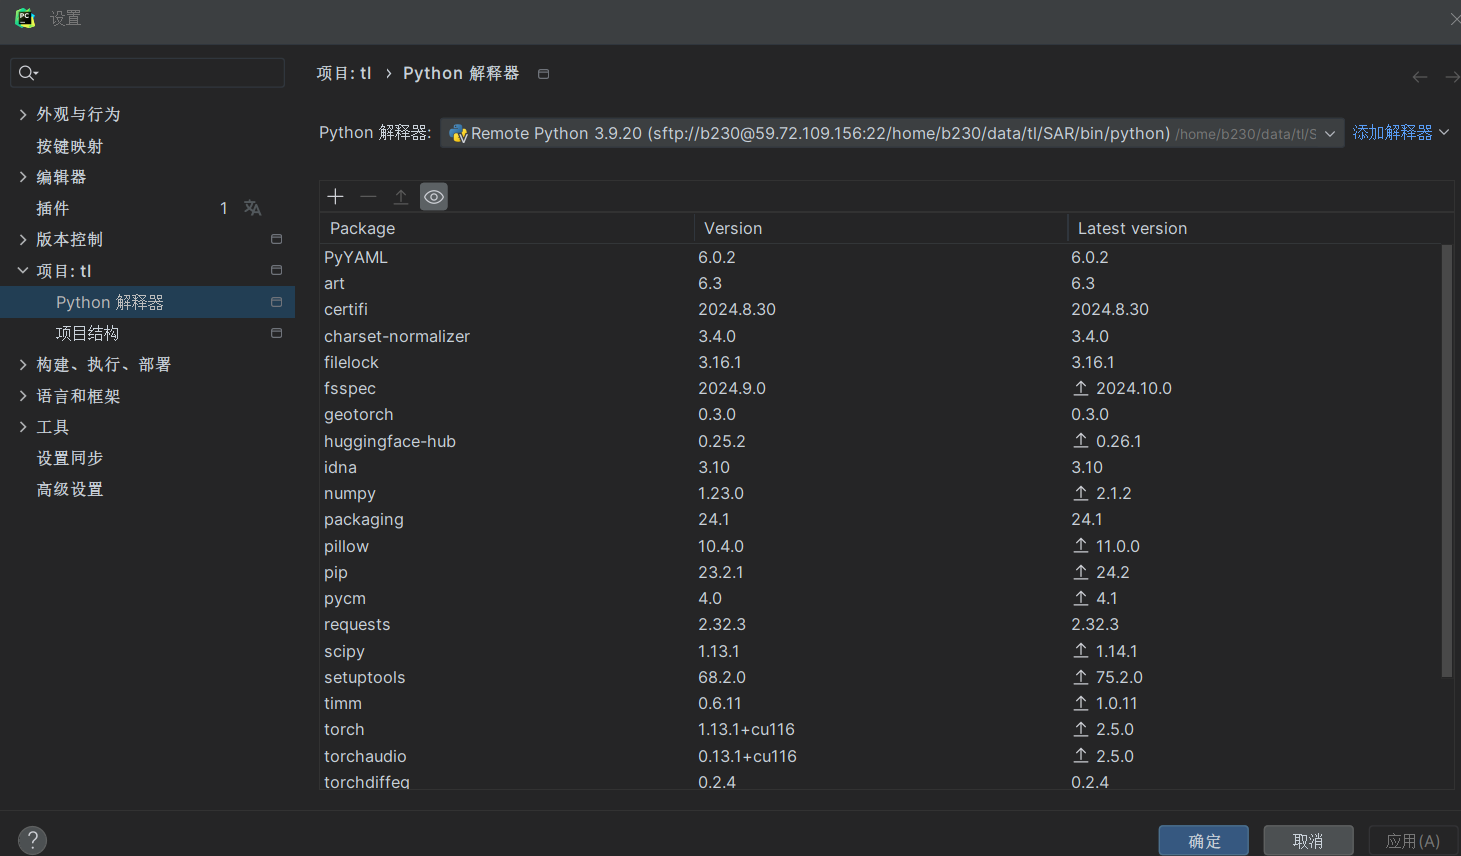 设置
项目: tl › Python 解释器
外观与行为
按键映射
编辑器
插件 1
版本控制
项目: tl
Python 解释器
项目结构
构建、执行、部署
语言和框架
工具
设置同步
高级设置
Python 解释器: Remote Python 3.9.20 (sftp://b230@59.72.109.156:22/home/b230/data/tl/SAR/bin/python) /home/b230/data/tl/S 添加解释器
Package Version Latest version
PyYAML 6.0.2 6.0.2
art 6.3 6.3
certifi 2024.8.30 2024.8.30
charset-normalizer 3.4.0 3.4.0
filelock 3.16.1 3.16.1
fsspec 2024.9.0 2024.10.0
geotorch 0.3.0 0.3.0
huggingface-hub 0.25.2 0.26.1
idna 3.10 3.10
numpy 1.23.0 2.1.2
packaging 24.1 24.1
pillow 10.4.0 11.0.0
pip 23.2.1 24.2
pycm 4.0 4.1
requests 2.32.3 2.32.3
scipy 1.13.1 1.14.1
setuptools 68.2.0 75.2.0
timm 0.6.11 1.0.11
torch 1.13.1+cu116 2.5.0
torchaudio 0.13.1+cu116 2.5.0
torchdiffeq 0.2.4 0.2.4
? 确定 取消 应用(A)